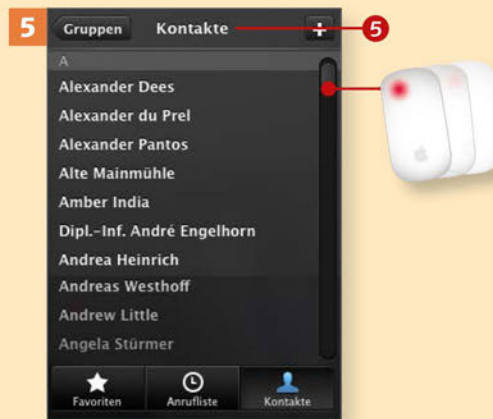 5
Gruppen Kontakte + 5
A
Alexander Dees
Alexander du Prel
Alexander Pantos
Alte Mainmühle
Amber India
Dipl.-Inf. André Engelhorn
Andrea Heinrich
Andreas Westhoff
Andrew Little
Angela Stürmer
Favoriten Anrufliste Kontakte